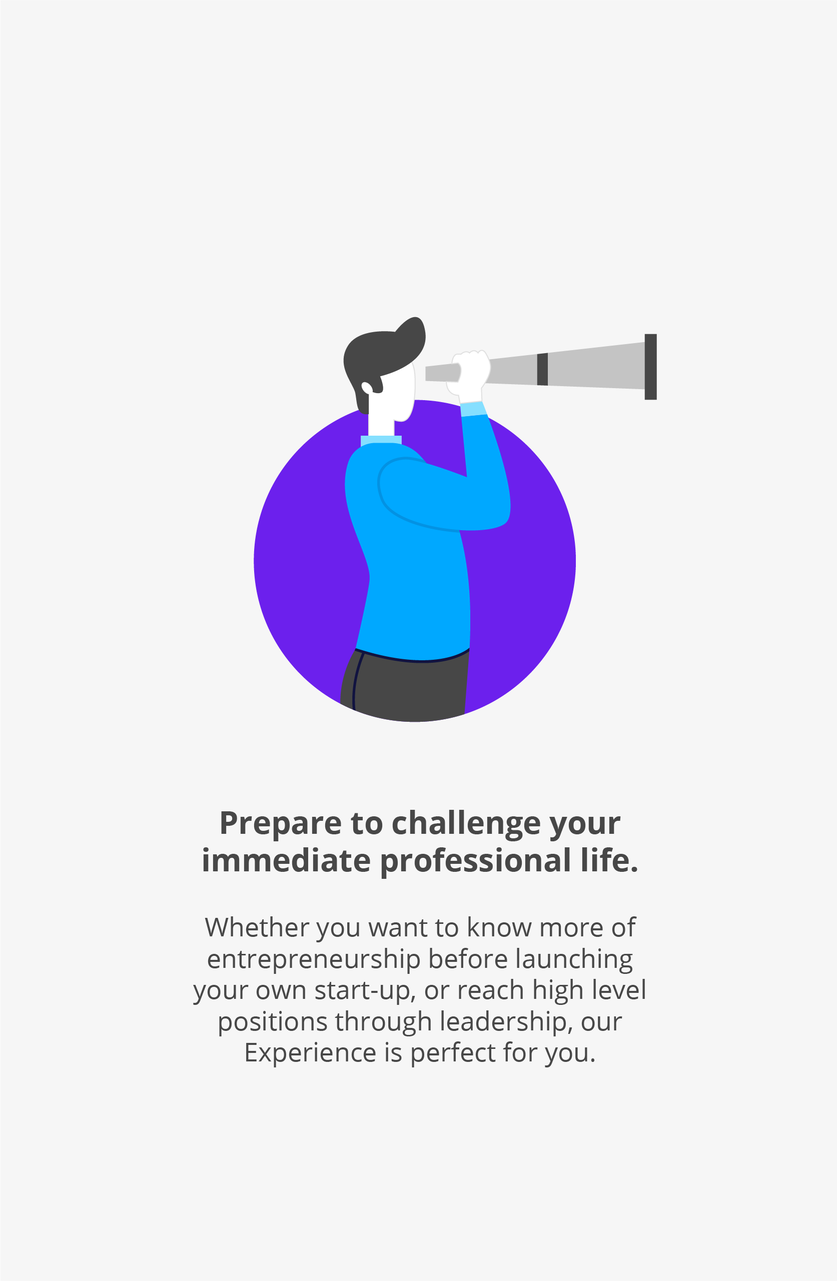 Prepare to challenge your
immediate professional life.
Whether you want to know more of
entrepreneurship before launching
your own start-up, or reach high level
positions through leadership, our
Experience is perfect for you.